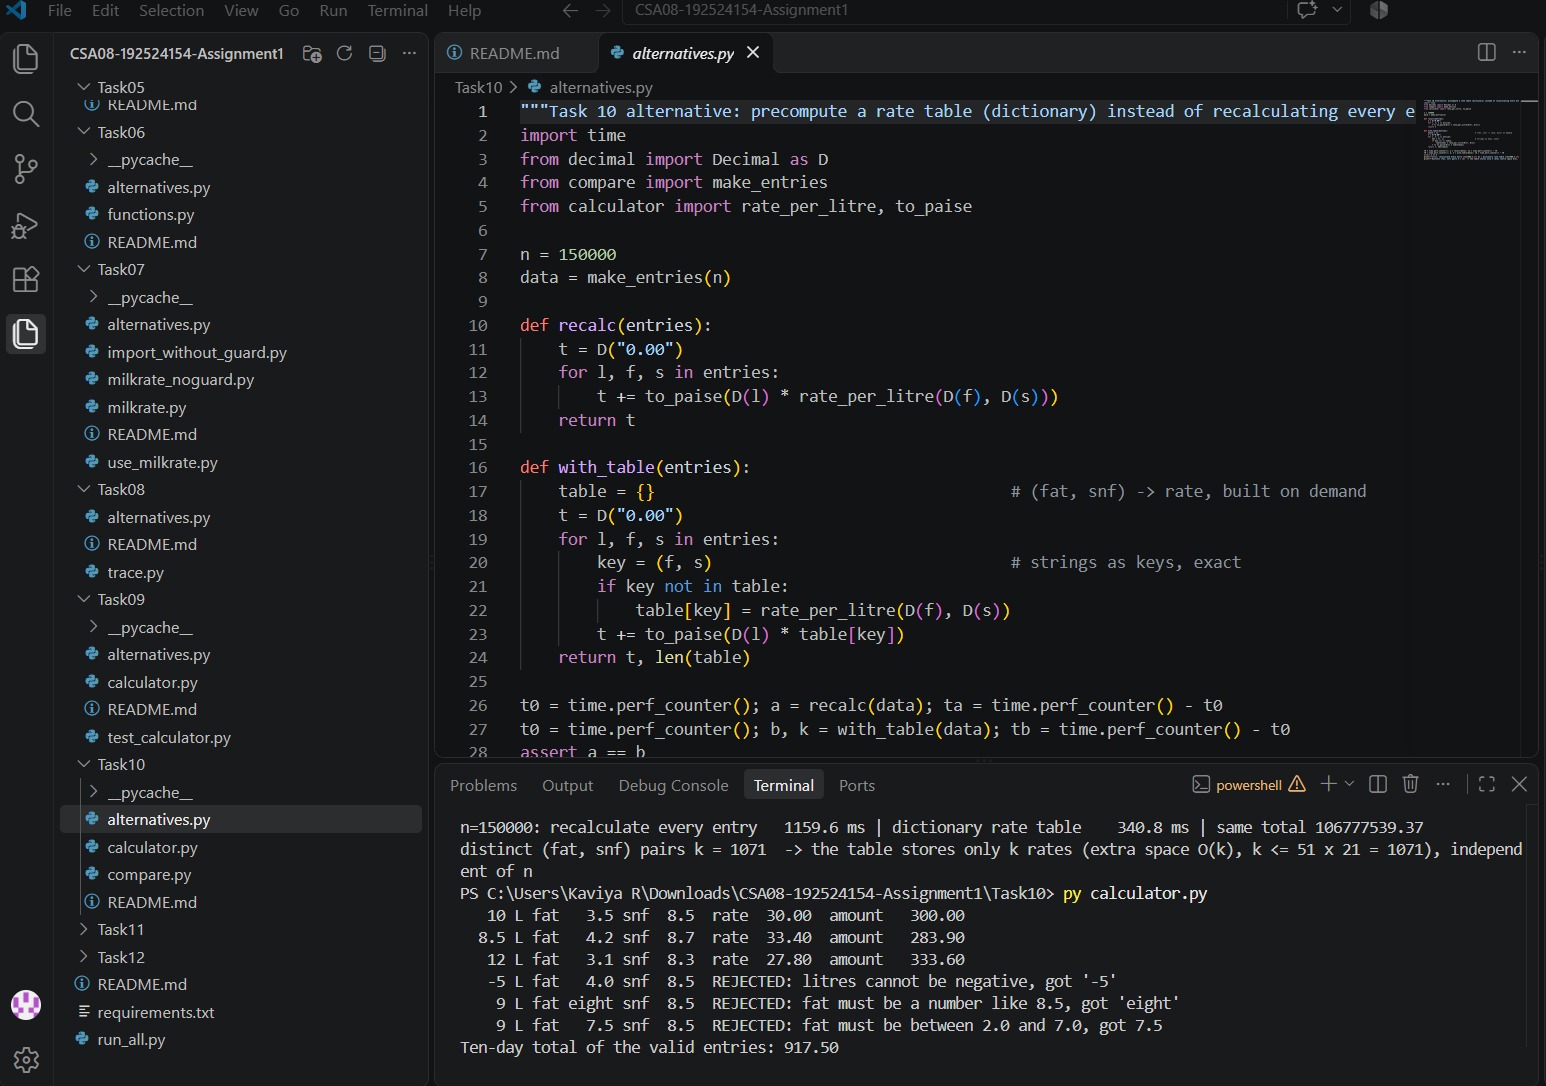 File Edit Selection View Go Run Terminal Help
CSA08-192524154-Assignment1
CSA08-192524154-Assignment1
Task05
README.md
Task06
__pycache__
alternatives.py
functions.py
README.md
Task07
__pycache__
alternatives.py
import_without_guard.py
milkrate_noguard.py
milkrate.py
README.md
use_milkrate.py
Task08
alternatives.py
README.md
trace.py
Task09
__pycache__
alternatives.py
calculator.py
README.md
test_calculator.py
Task10
__pycache__
alternatives.py
calculator.py
compare.py
README.md
Task11
Task12
README.md
requirements.txt
run_all.py
README.md alternatives.py
Task10 > alternatives.py
1 """Task 10 alternative: precompute a rate table (dictionary) instead of recalculating every e
2 import time
3 from decimal import Decimal as D
4 from compare import make_entries
5 from calculator import rate_per_litre, to_paise
6
7 n = 150000
8 data = make_entries(n)
9
10 def recalc(entries):
11 t = D("0.00")
12 for l, f, s in entries:
13 t += to_paise(D(l) * rate_per_litre(D(f), D(s)))
14 return t
15
16 def with_table(entries):
17 table = {} # (fat, snf) -> rate, built on demand
18 t = D("0.00")
19 for l, f, s in entries:
20 key = (f, s) # strings as keys, exact
21 if key not in table:
22 table[key] = rate_per_litre(D(f), D(s))
23 t += to_paise(D(l) * table[key])
24 return t, len(table)
25
26 t0 = time.perf_counter(); a = recalc(data); ta = time.perf_counter() - t0
27 t0 = time.perf_counter(); b, k = with_table(data); tb = time.perf_counter() - t0
28 assert a == b
Problems Output Debug Console Terminal Ports
powershell
n=150000: recalculate every entry 1159.6 ms | dictionary rate table 340.8 ms | same total 106777539.37
distinct (fat, snf) pairs k = 1071 -> the table stores only k rates (extra space O(k), k <= 51 x 21 = 1071), independ
ent of n
PS C:\Users\Kaviya R\Downloads\CSA08-192524154-Assignment1\Task10> py calculator.py
10 L fat 3.5 snf 8.5 rate 30.00 amount 300.00
8.5 L fat 4.2 snf 8.7 rate 33.40 amount 283.90
12 L fat 3.1 snf 8.3 rate 27.80 amount 333.60
-5 L fat 4.0 snf 8.5 REJECTED: litres cannot be negative, got '-5'
9 L fat eight snf 8.5 REJECTED: fat must be a number like 8.5, got 'eight'
9 L fat 7.5 snf 8.5 REJECTED: fat must be between 2.0 and 7.0, got 7.5
Ten-day total of the valid entries: 917.50